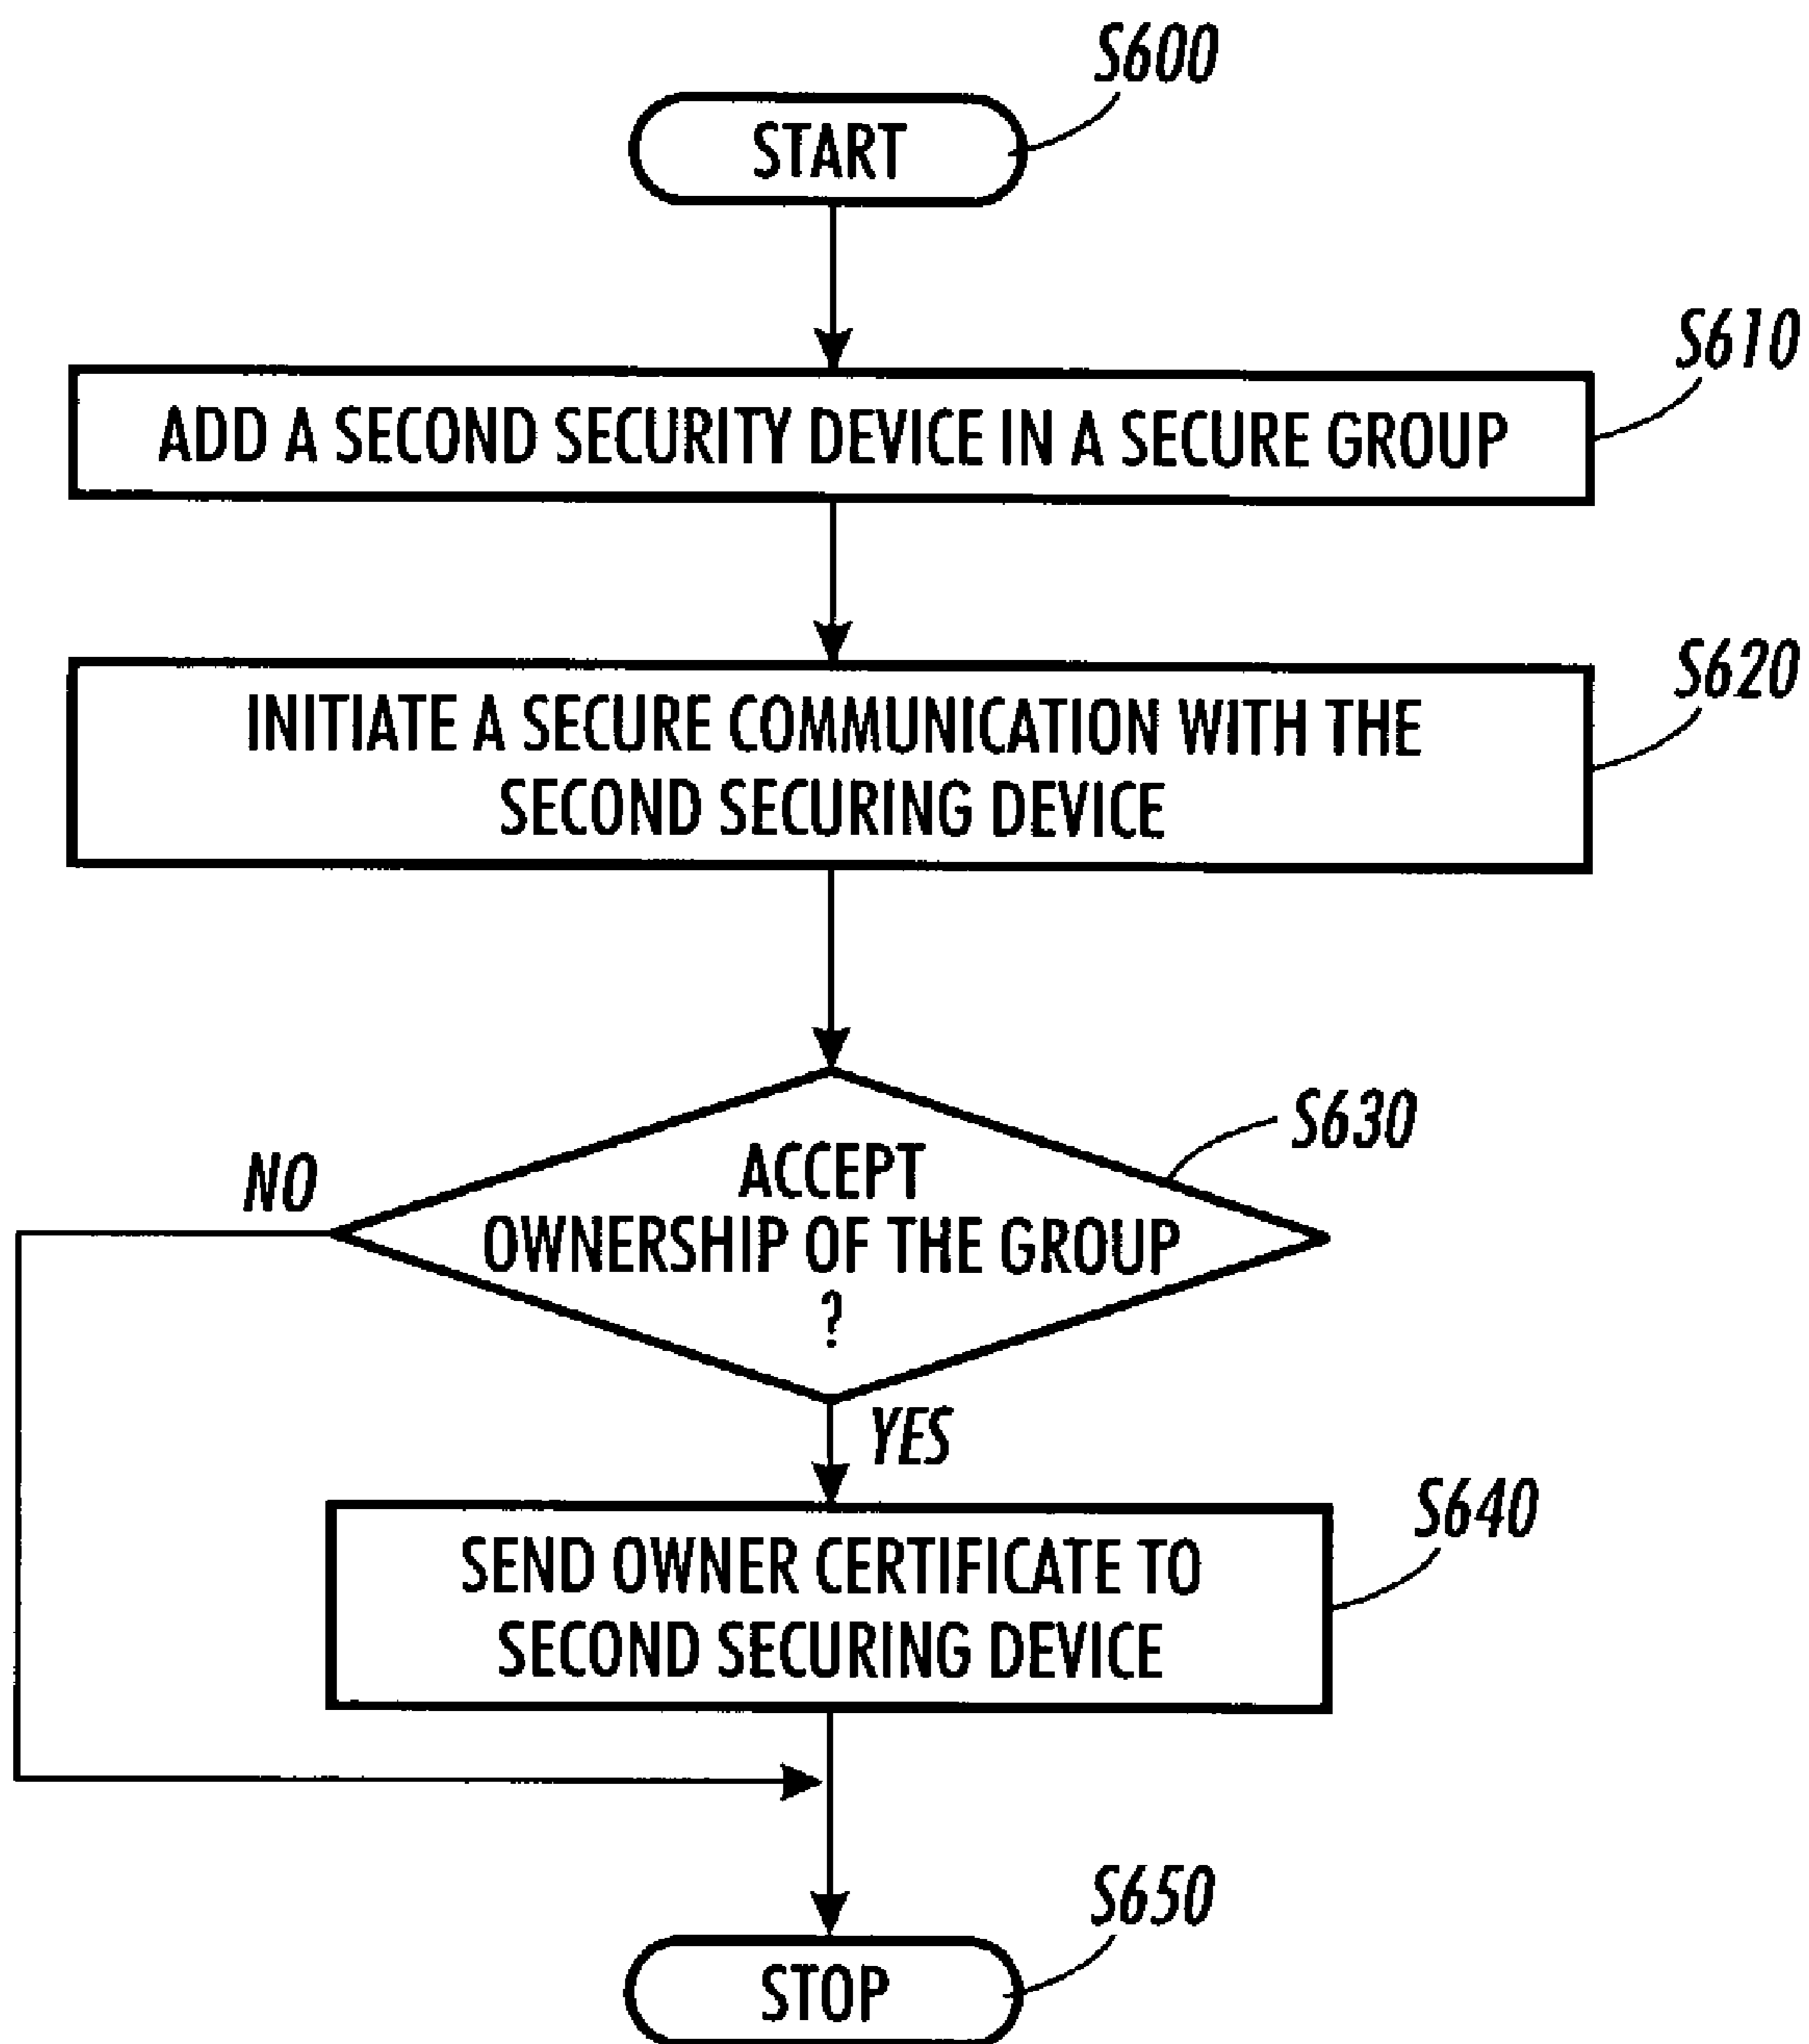 S600
START
S610
ADD A SECOND SECURITY DEVICE IN A SECURE GROUP
S620
INITIATE A SECURE COMMUNICATION WITH THE
SECOND SECURING DEVICE
S630
NO
ACCEPT
OWNERSHIP OF THE GROUP
?
YES
S640
SEND OWNER CERTIFICATE TO
SECOND SECURING DEVICE
S650
STOP